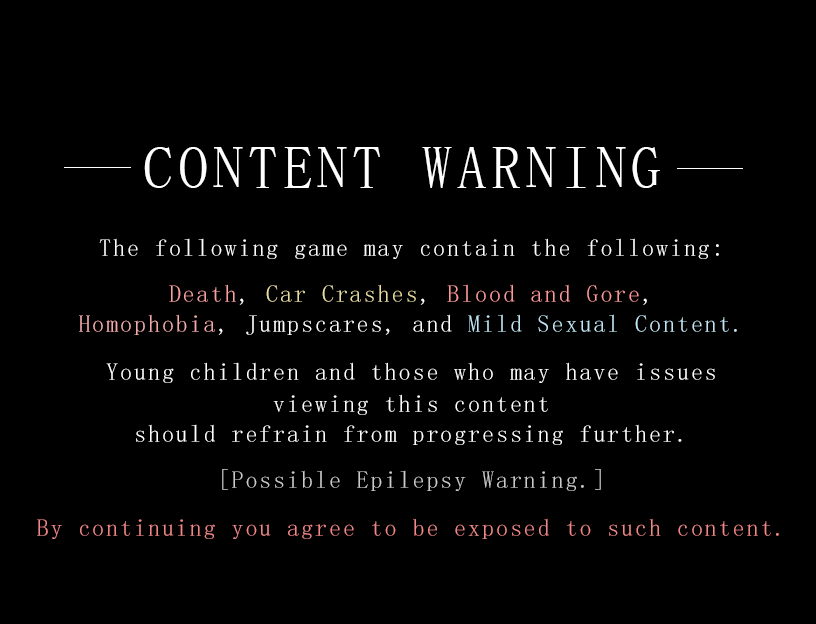 CONTENT WARNING
The following game may contain the following:
Death, Car Crashes, Blood and Gore,
Homophobia, Jumpscares, and Mild Sexual Content.
Young children and those who may have issues
viewing this content
should refrain from progressing further.
[Possible Epilepsy Warning.]
By continuing you agree to be exposed to such content.